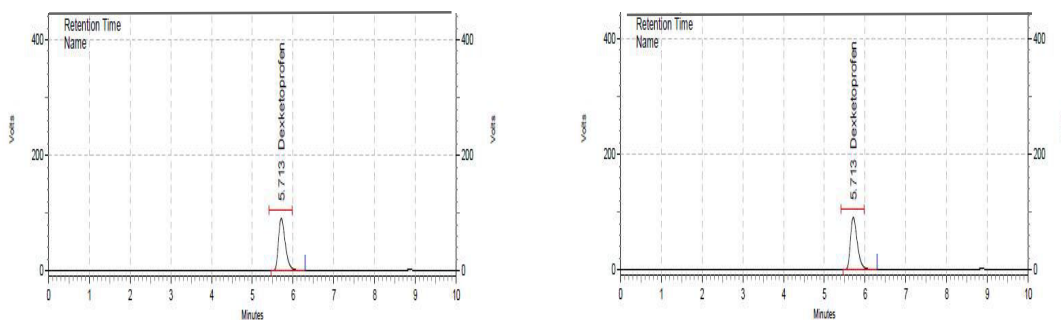 Retention Time
Name
400
400
200
200
0
0
Volts
Volts
5.713 Dexketoprofen
0 1 2 3 4 5 6 7 8 9 10
Minutes
Retention Time
Name
400
400
200
200
0
0
Volts
Volts
5.713 Dexketoprofen
0 1 2 3 4 5 6 7 8 9 10
Minutes